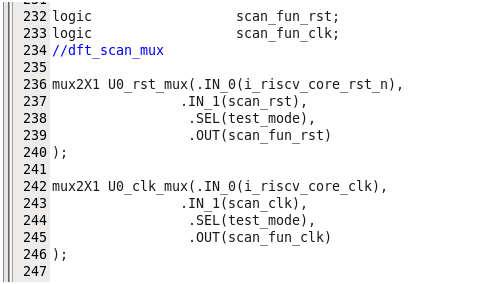 232 logic                  scan_fun_rst;
233 logic                  scan_fun_clk;
234 //dft_scan_mux
235
236 mux2X1 U0_rst_mux(.IN_0(i_riscv_core_rst_n),
237                 .IN_1(scan_rst),
238                  .SEL(test_mode),
239                  .OUT(scan_fun_rst)
240 );
241
242 mux2X1 U0_clk_mux(.IN_0(i_riscv_core_clk),
243                 .IN_1(scan_clk),
244                  .SEL(test_mode),
245                  .OUT(scan_fun_clk)
246 );
247